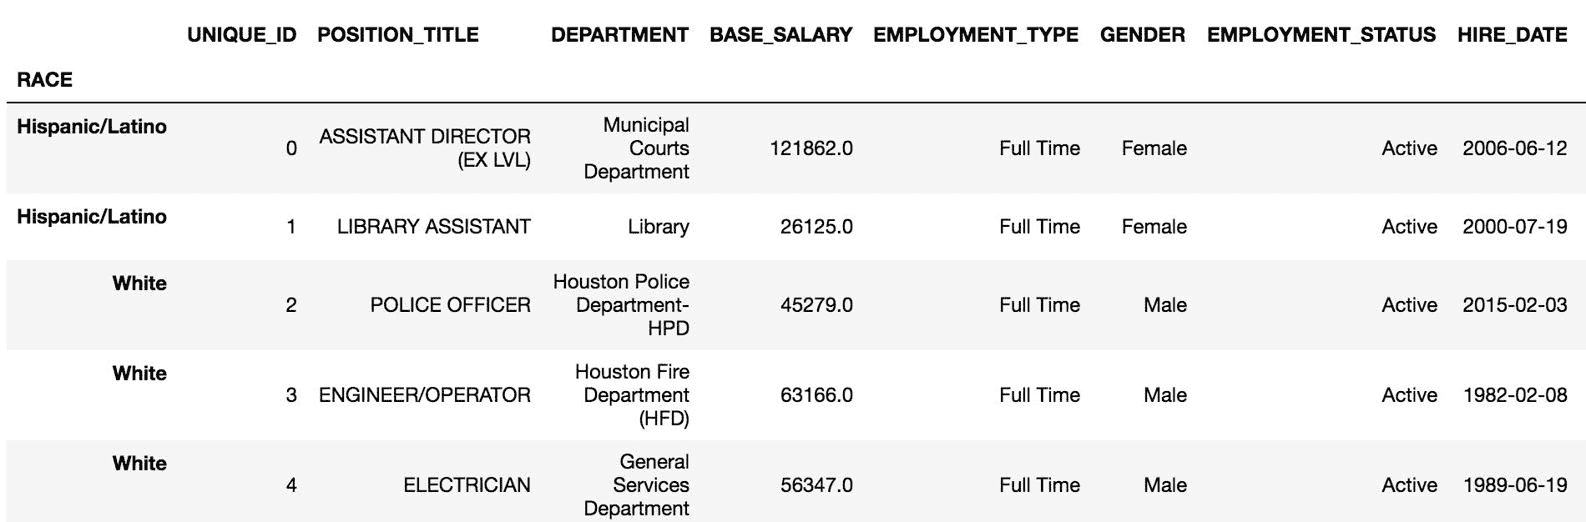 UNIQUE_ID POSITION_TITLE DEPARTMENT BASE_SALARY EMPLOYMENT_TYPE GENDER EMPLOYMENT_STATUS HIRE_DATE
RACE
Hispanic/Latino 0 ASSISTANT DIRECTOR (EX LVL) Municipal Courts Department 121862.0 Full Time Female Active 2006-06-12
Hispanic/Latino 1 LIBRARY ASSISTANT Library 26125.0 Full Time Female Active 2000-07-19
White 2 POLICE OFFICER Houston Police Department-HPD 45279.0 Full Time Male Active 2015-02-03
White 3 ENGINEER/OPERATOR Houston Fire Department (HFD) 63166.0 Full Time Male Active 1982-02-08
White 4 ELECTRICIAN General Services Department 56347.0 Full Time Male Active 1989-06-19